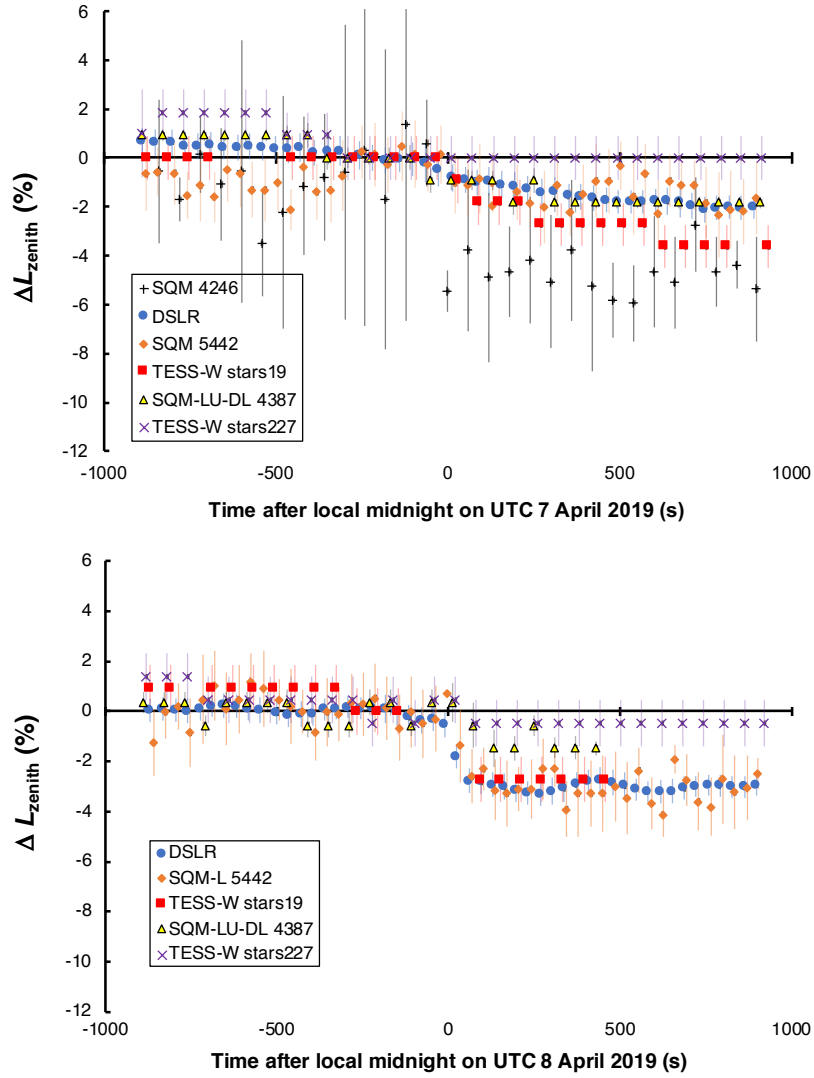 6
4
2
0
-2
-4
-6
-8
-10
-12
ΔLzenith (%)
SQM 4246
DSLR
SQM 5442
TESS-W stars19
SQM-LU-DL 4387
TESS-W stars227
-1000 -500 0 500 1000
Time after local midnight on UTC 7 April 2019 (s)
6
4
2
0
-2
-4
-6
-8
-10
-12
Δ Lzenith (%)
DSLR
SQM-L 5442
TESS-W stars19
SQM-LU-DL 4387
TESS-W stars227
-1000 -500 0 500 1000
Time after local midnight on UTC 8 April 2019 (s)